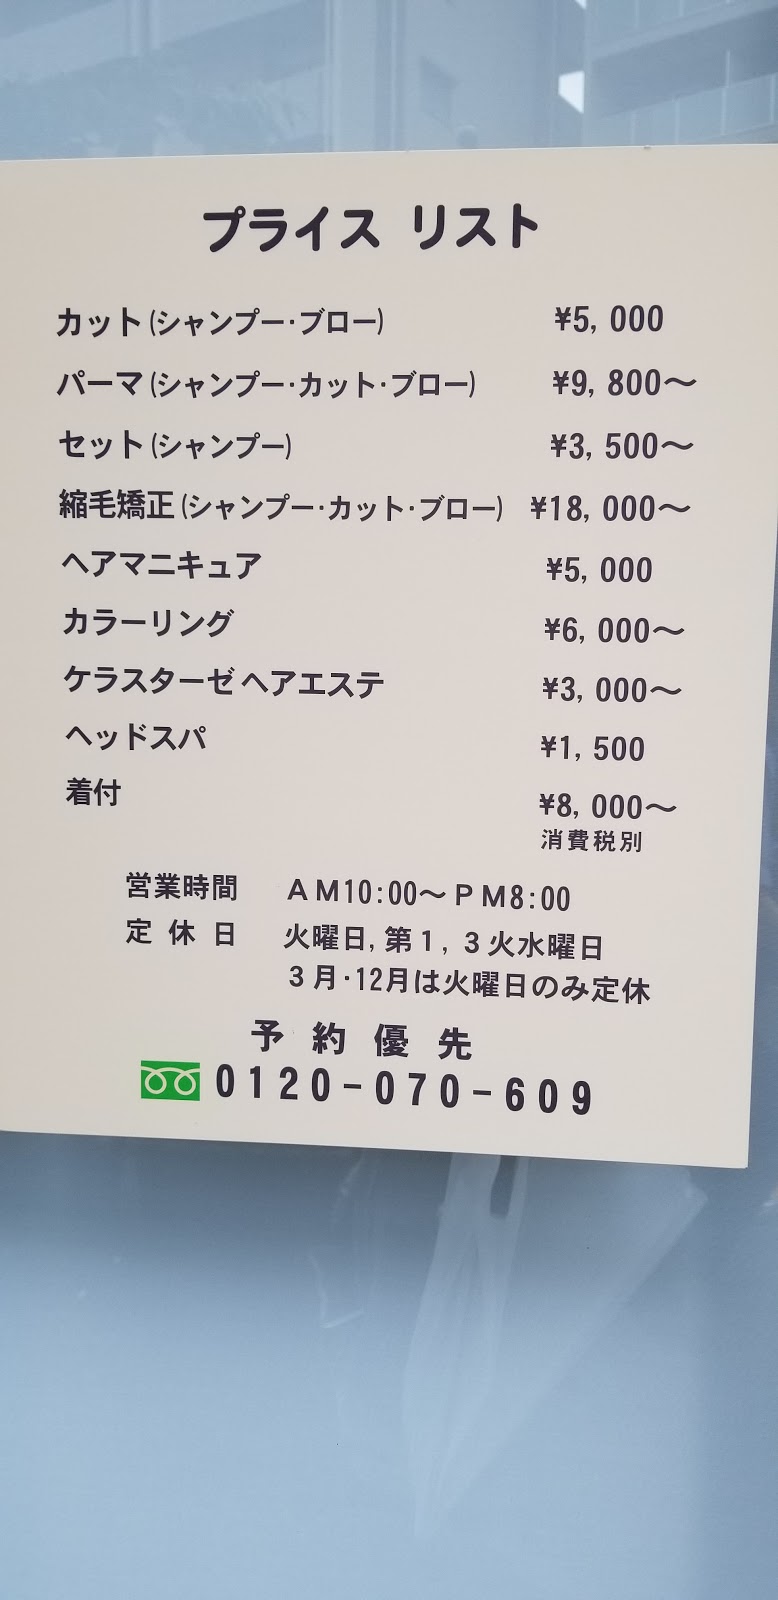 プライス リスト
カット(シャンプー･ブロー) ¥5, 000
パーマ(シャンプー･カット･ブロー) ¥9, 800～
セット(シャンプー) ¥3, 500～
縮毛矯正(シャンプー･カット･ブロー) ¥18, 000～
ヘアマニキュア ¥5, 000
カラーリング ¥6, 000～
ケラスターゼヘアエステ ¥3, 000～
ヘッドスパ ¥1, 500
着付 ¥8, 000～
消費税別
営業時間 ＡＭ10:00～ＰＭ8:00
定休日 火曜日, 第１, ３火水曜日
３月･12月は火曜日のみ定休
予約優先
0120-070-609